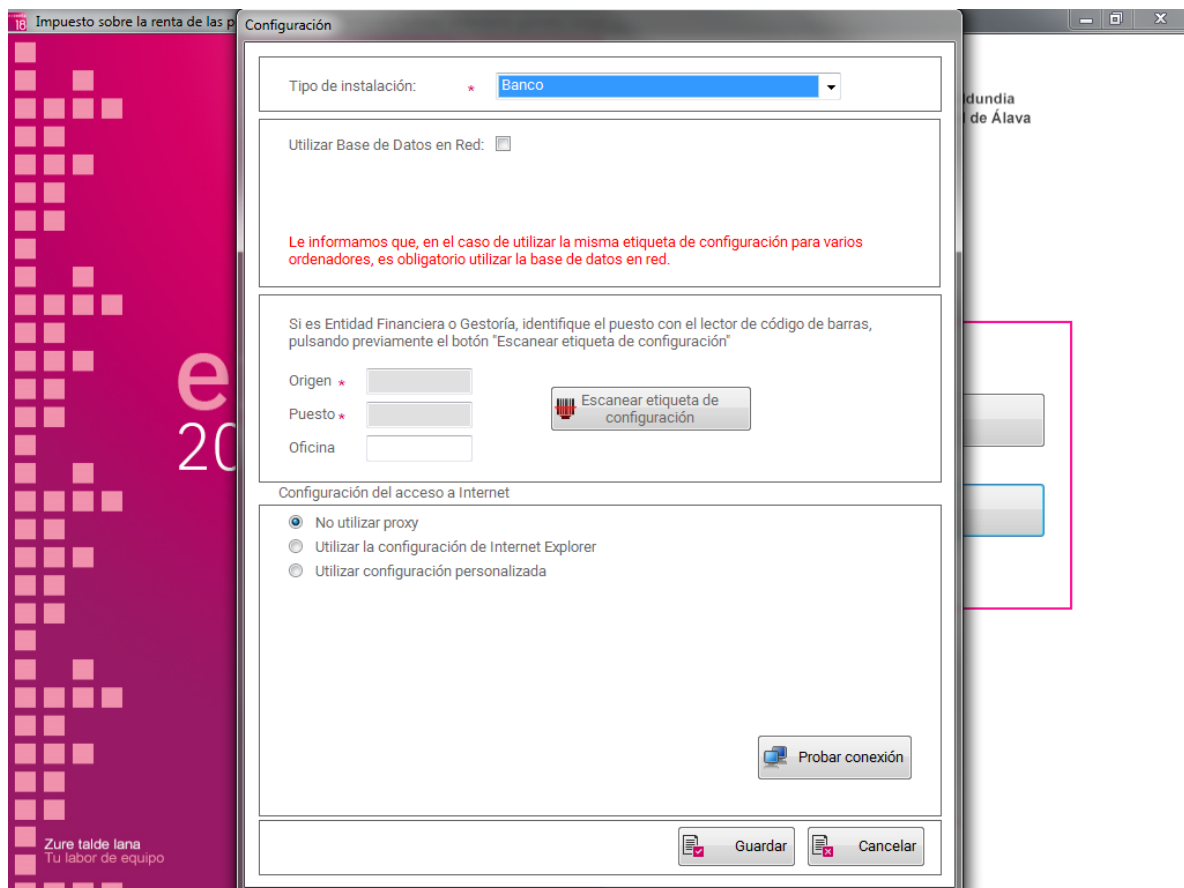 18 Impuesto sobre la renta de las p
Configuración
Tipo de instalación: * Banco
ldundia
l de Álava
Utilizar Base de Datos en Red:
Le informamos que, en el caso de utilizar la misma etiqueta de configuración para varios
ordenadores, es obligatorio utilizar la base de datos en red.
Si es Entidad Financiera o Gestoría, identifique el puesto con el lector de código de barras,
pulsando previamente el botón "Escanear etiqueta de configuración"
Origen *
Puesto *
Oficina
Escanear etiqueta de
configuración
e
20
Configuración del acceso a Internet
No utilizar proxy
Utilizar la configuración de Internet Explorer
Utilizar configuración personalizada
Probar conexión
Guardar
Cancelar
Zure talde lana
Tu labor de equipo